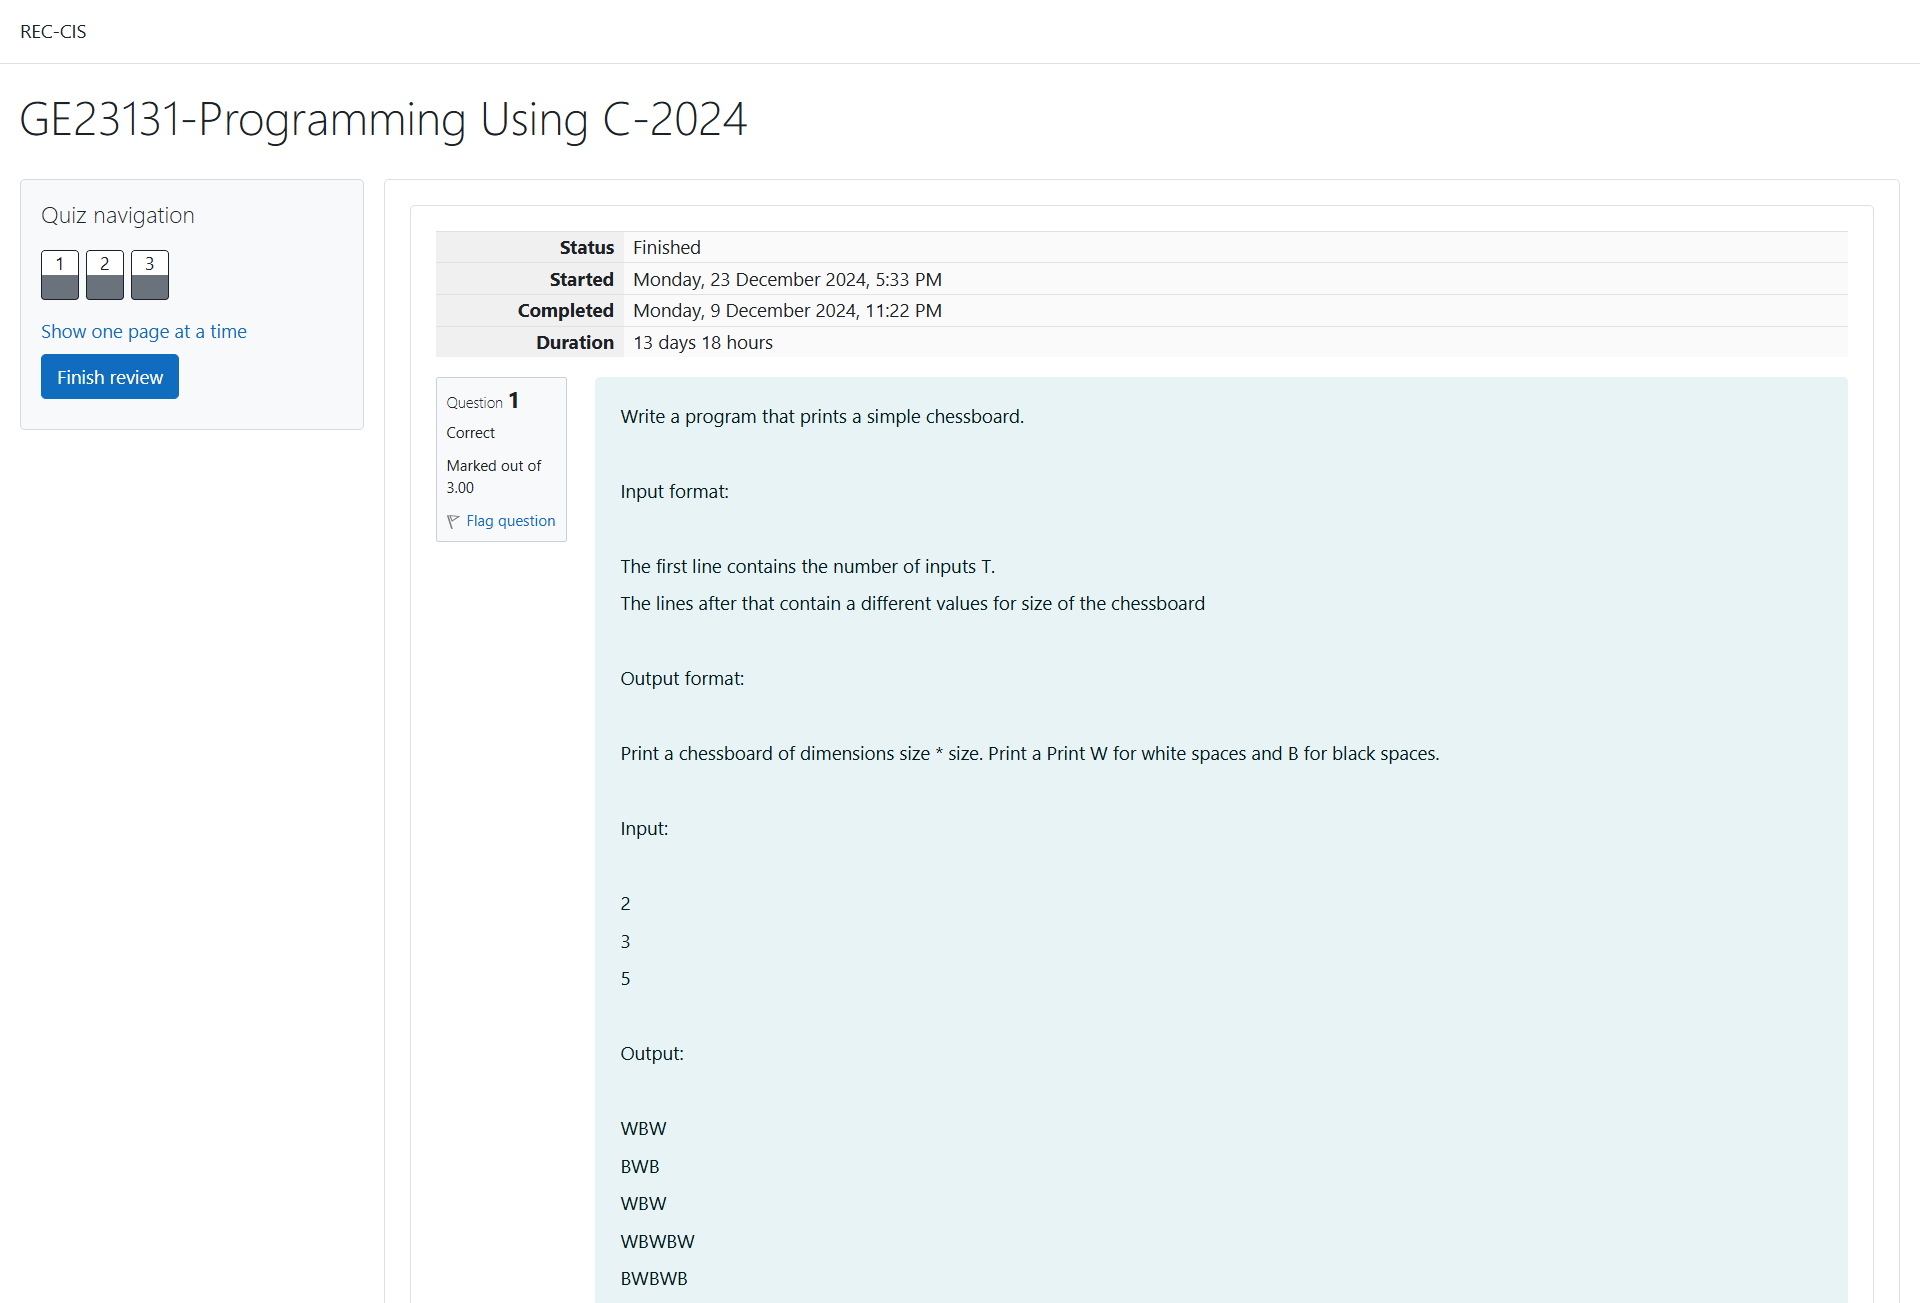 REC-CIS
GE23131-Programming Using C-2024
Quiz navigation
1 2 3
Show one page at a time
Finish review
Status Finished
Started Monday, 23 December 2024, 5:33 PM
Completed Monday, 9 December 2024, 11:22 PM
Duration 13 days 18 hours
Question 1
Correct
Marked out of
3.00
Flag question
Write a program that prints a simple chessboard.
Input format:
The first line contains the number of inputs T.
The lines after that contain a different values for size of the chessboard
Output format:
Print a chessboard of dimensions size * size. Print a Print W for white spaces and B for black spaces.
Input:
2
3
5
Output:
WBW
BWB
WBW
WBWBW
BWBWB